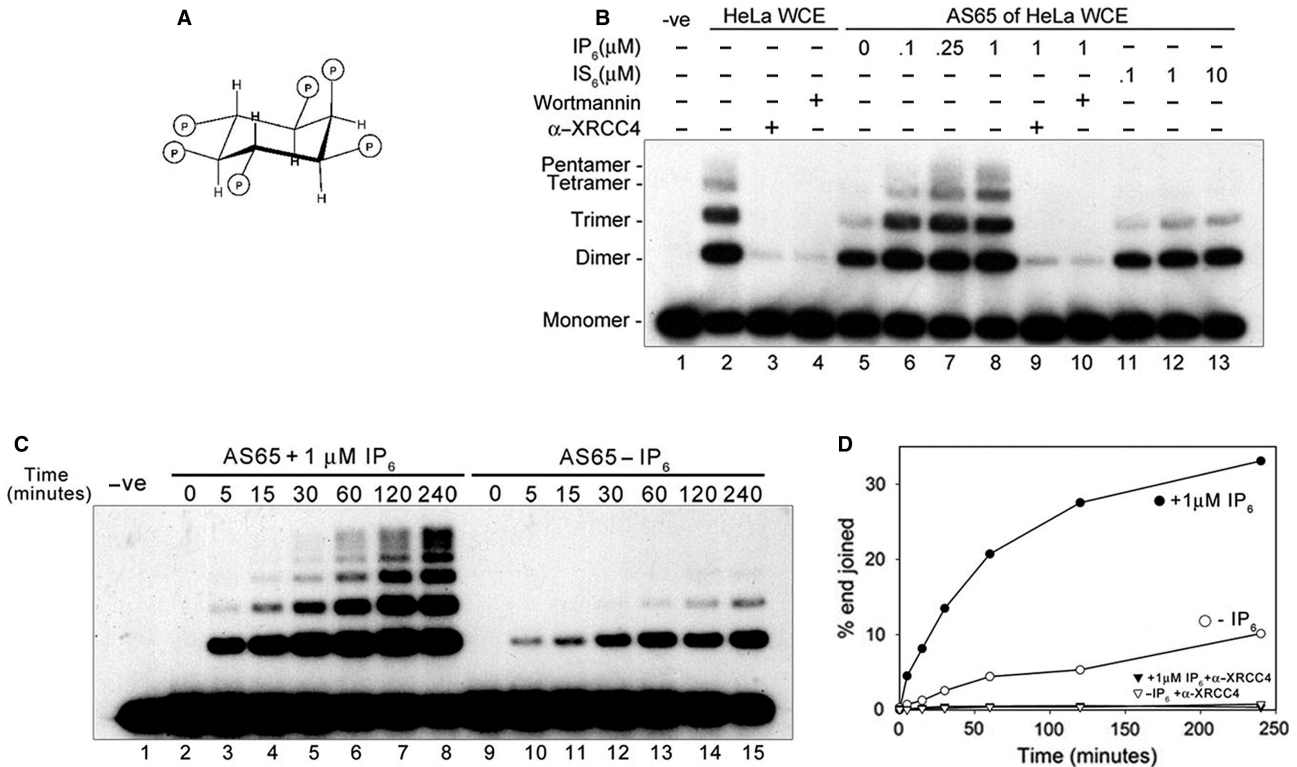 A
P P P P P P
H H H H H H
B
-ve HeLa WCE AS65 of HeLa WCE
IP6(μM) – – – – 0 .1 .25 1 1 1 – – –
IS6(μM) – – – – – – – – – – .1 1 10
Wortmannin – – – + – – – – – + – – –
α–XRCC4 – – + – – – – – + – – – –
Pentamer -
Tetramer -
Trimer -
Dimer -
Monomer -
1 2 3 4 5 6 7 8 9 10 11 12 13
C
AS65 + 1 μM IP6 AS65 – IP6
Time
(minutes) –ve 0 5 15 30 60 120 240 0 5 15 30 60 120 240
1 2 3 4 5 6 7 8 9 10 11 12 13 14 15
D
% end joined
30
20
10
0
+1μM IP6
- IP6
+1μM IP6+α-XRCC4
–IP6 +α-XRCC4
0 50 100 150 200 250
Time (minutes)